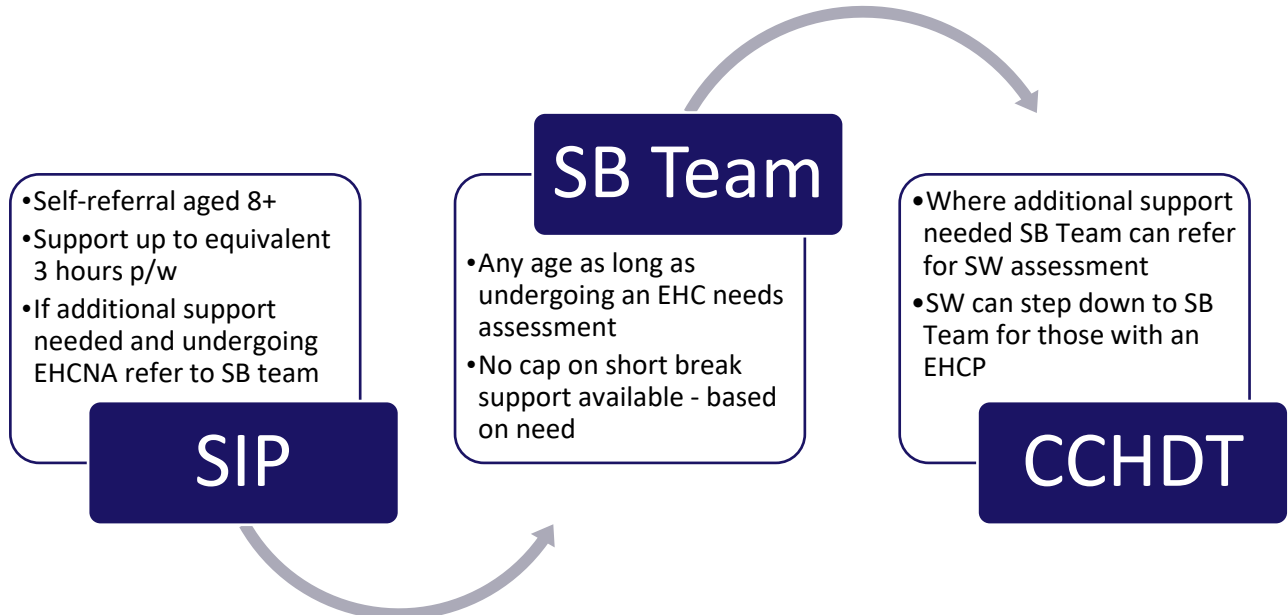 •Self-referral aged 8+
•Support up to equivalent
3 hours p/w
•If additional support
needed and undergoing
EHCNA refer to SB team
SIP
SB Team
•Any age as long as
undergoing an EHC needs
assessment
•No cap on short break
support available - based
on need
•Where additional support
needed SB Team can refer
for SW assessment
•SW can step down to SB
Team for those with an
EHCP
CCHDT